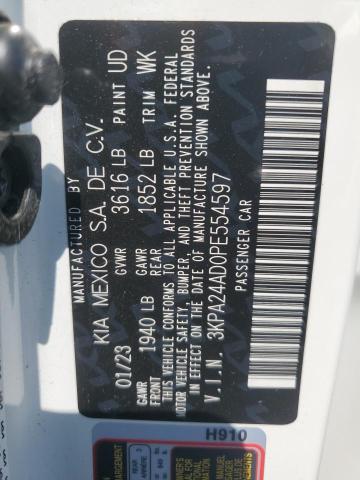 MANUFACTURED BY
KIA MEXICO S.A. DE C.V.
01/23 GVWR 3616 LB PAINT UD
GAWR FRONT 1940 LB GAWR REAR 1852 LB TRIM WK
THIS VEHICLE CONFORMS TO ALL APPLICABLE U.S.A. FEDERAL
MOTOR VEHICLE SAFETY, BUMPER, AND THEFT PREVENTION STANDARDS
IN EFFECT ON THE DATE OF MANUFACTURE SHOWN ABOVE.
V.I.N. 3KPA24AD0PE554597
PASSENGER CAR
H910
REAR
ARRIÈRE